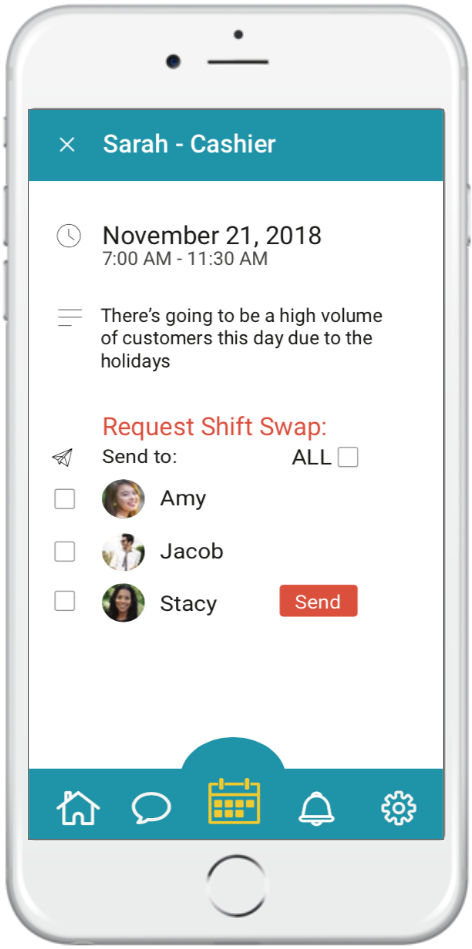 Sarah - Cashier
November 21, 2018
7:00 AM - 11:30 AM
There's going to be a high volume
of customers this day due to the
holidays
Request Shift Swap:
Send to:
ALL
Amy
Jacob
Stacy
Send